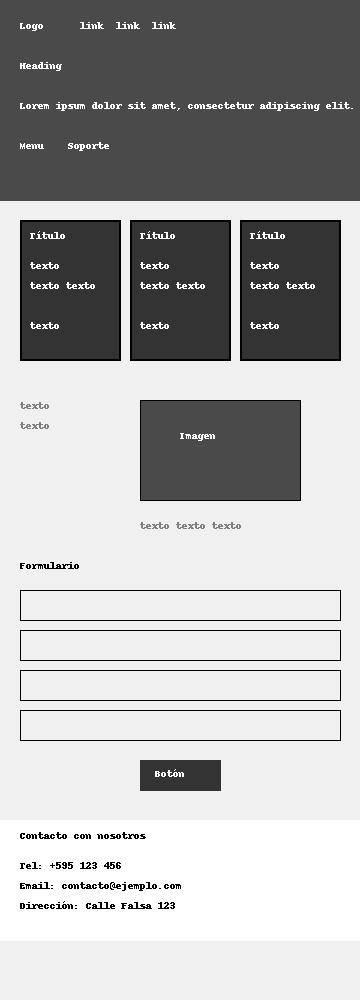 Logo link link link
Heading
Lorem ipsum dolor sit amet, consectetur adipiscing elit.
Menu Soporte
Título Título Título
texto texto texto
texto texto texto texto texto texto
texto texto texto
texto
texto
Imagen
texto texto texto
Formulario
Botón
Contacto con nosotros
Tel: +595 123 456
Email: contacto@ejemplo.com
Dirección: Calle Falsa 123